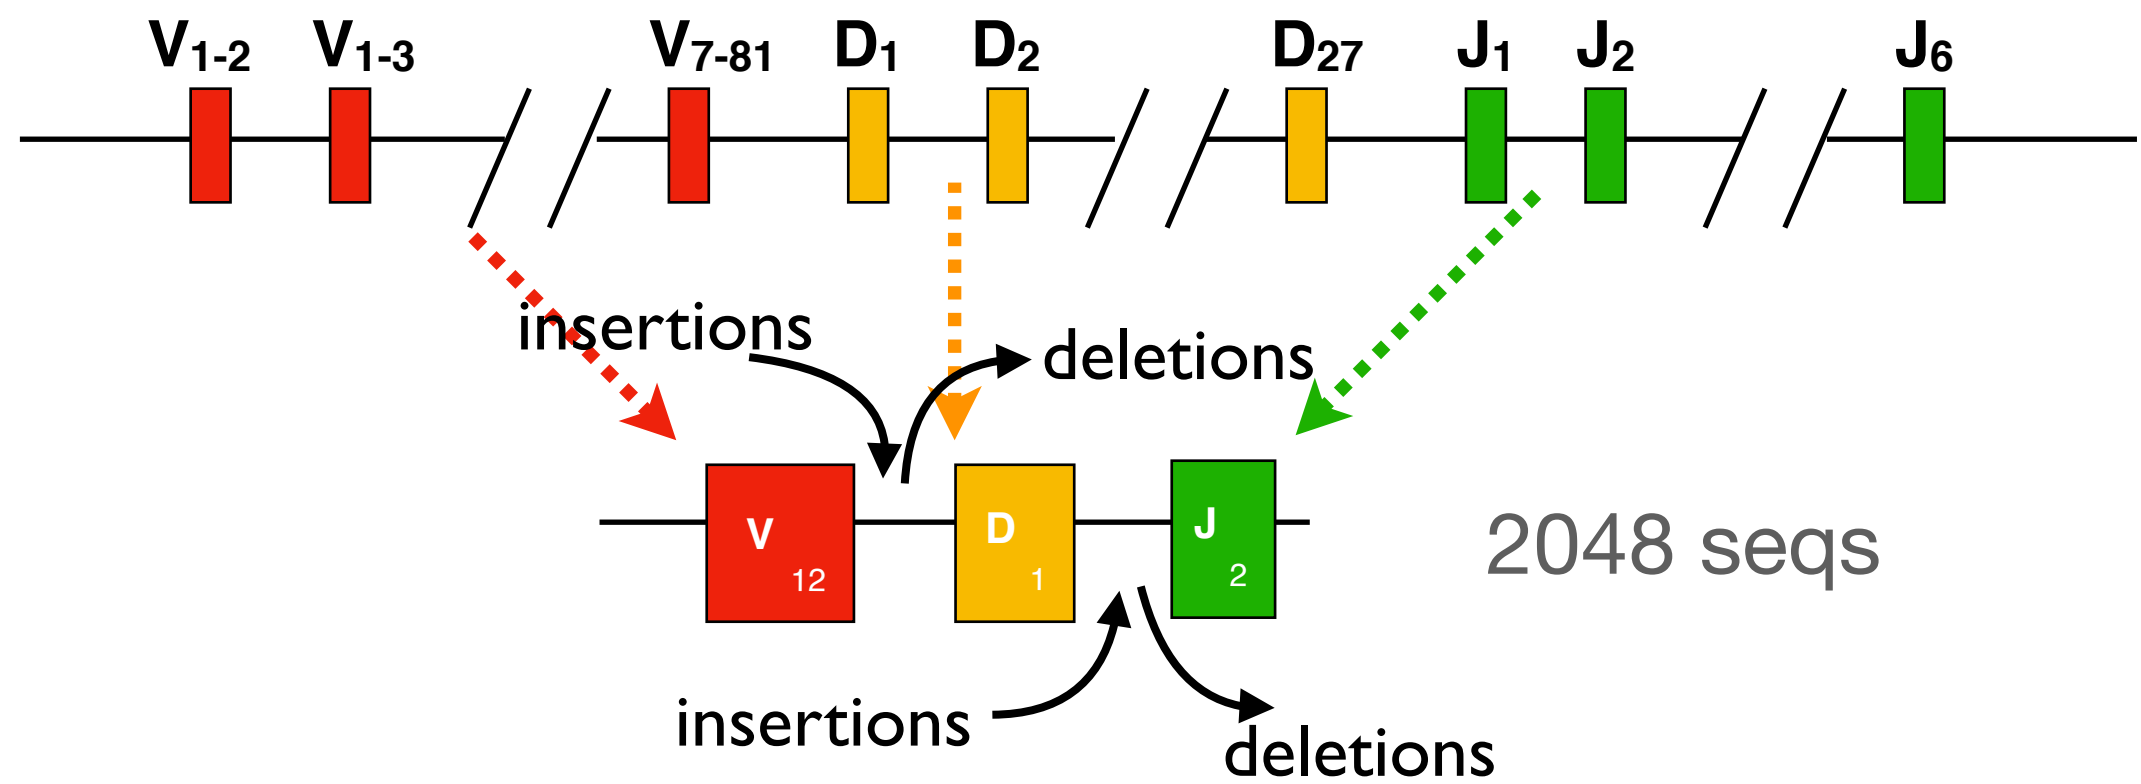 V1-2 V1-3 V7-81 D1 D2 D27 J1 J2 J6
insertions
deletions
V 12
D 1
J 2
2048 seqs
insertions
deletions